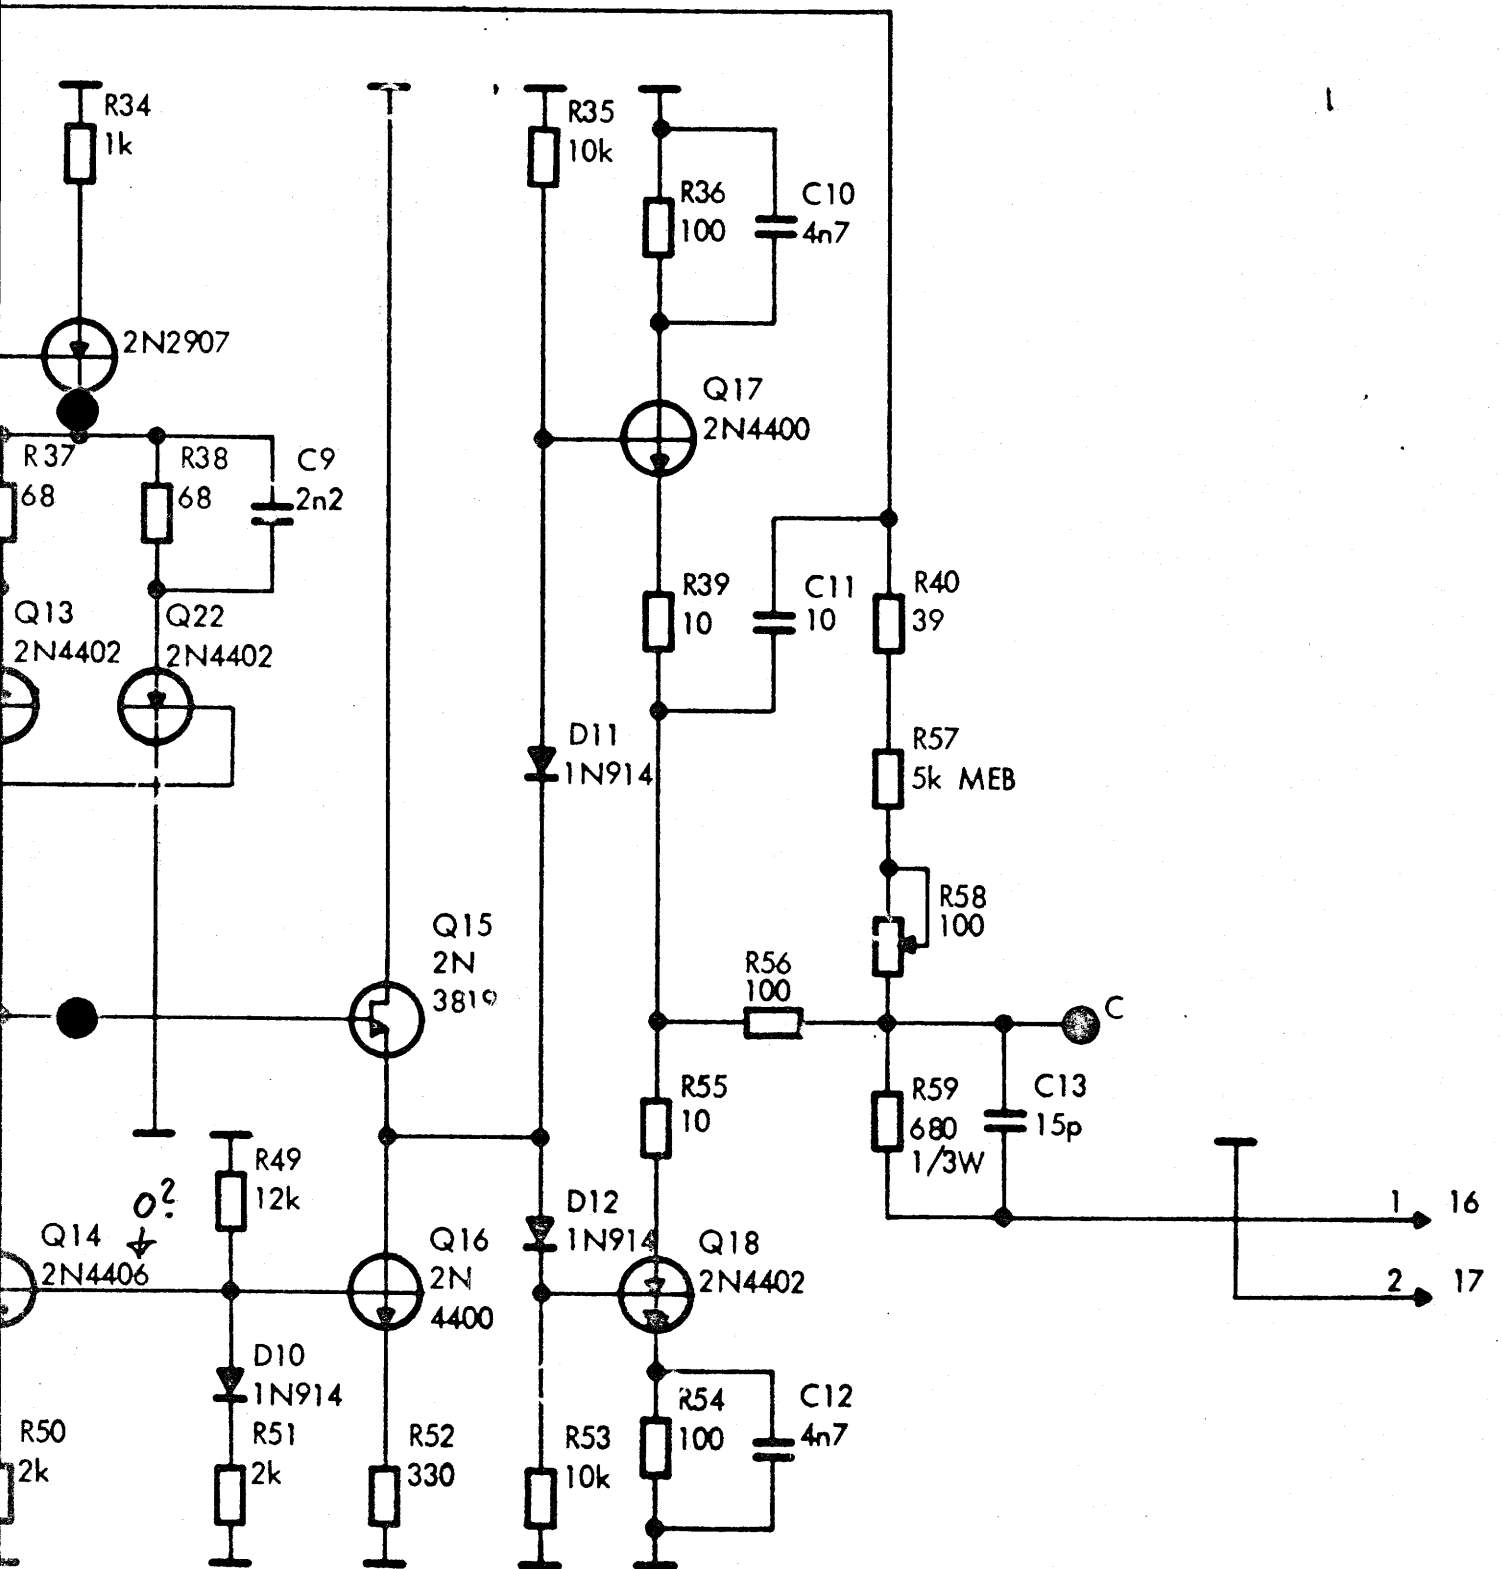 R34
1k
2N2907
R37
68
R38
68
C9
2n2
Q13
2N4402
Q22
2N4402
R35
10k
R36
100
C10
4n7
Q17
2N4400
R39
10
C11
10
R40
39
D11
1N914
R57
5k MEB
R58
100
Q15
2N
3819
R56
100
C
R55
10
R59
680
1/3W
C13
15p
R49
12k
0?
Q14
2N4406
Q16
2N
4400
D12
1N914
Q18
2N4402
1 16
2 17
D10
1N914
R50
2k
R51
2k
R52
330
R53
10k
R54
100
C12
4n7